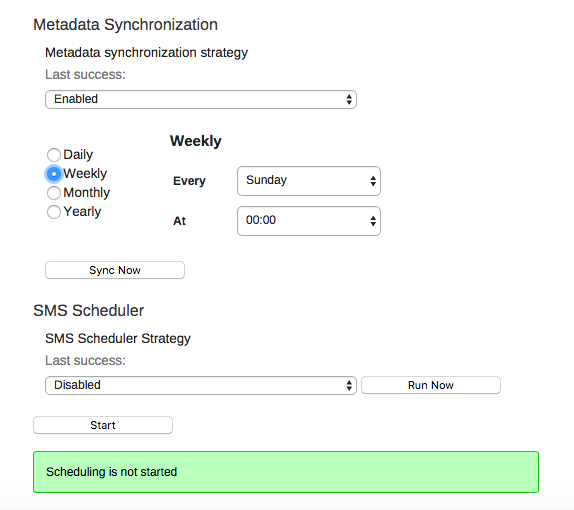 Metadata Synchronization
Metadata synchronization strategy
Last success:
Enabled
Daily
Weekly
Monthly
Yearly
Weekly
Every Sunday
At 00:00
Sync Now
SMS Scheduler
SMS Scheduler Strategy
Last success:
Disabled Run Now
Start
Scheduling is not started